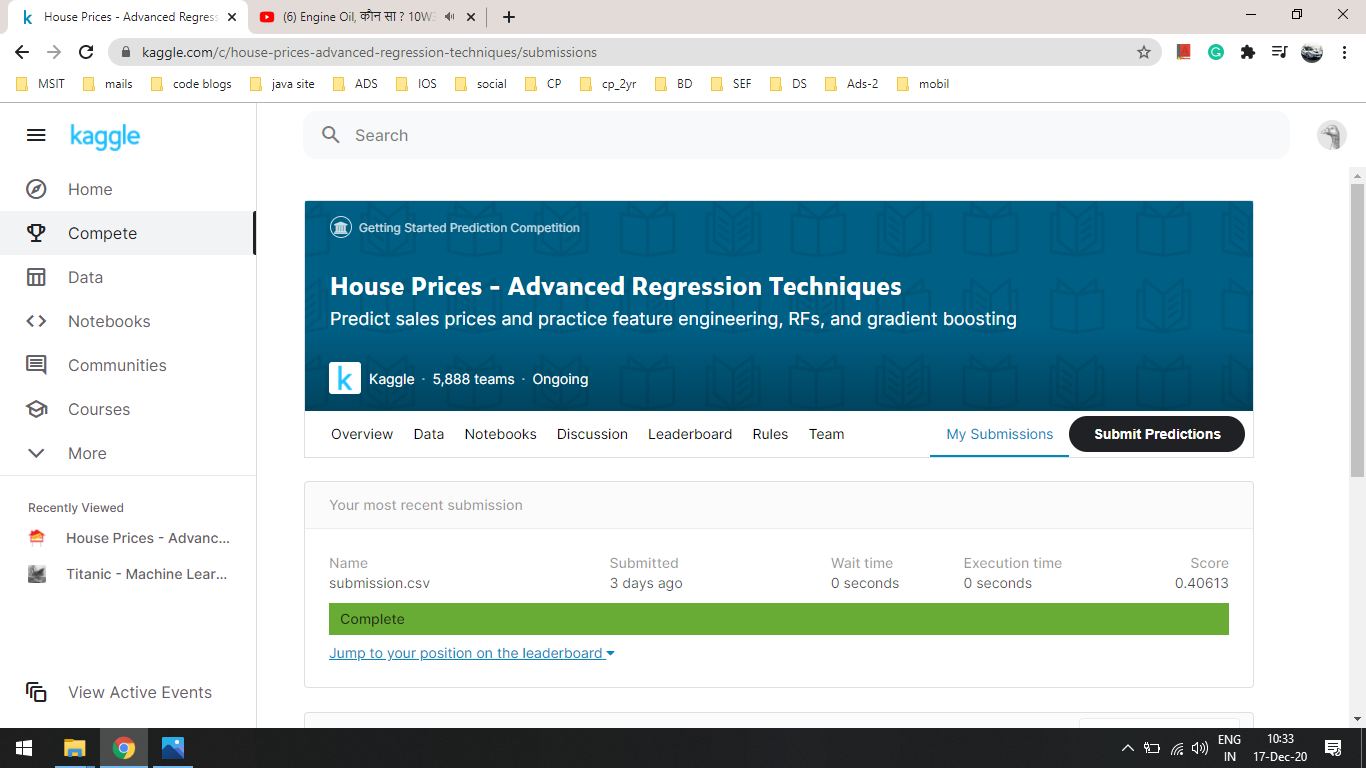 House Prices - Advanced Regress
(6) Engine Oil, कौन सा ? 10W3
kaggle.com/c/house-prices-advanced-regression-techniques/submissions
MSIT mails code blogs java site ADS IOS social CP cp_2yr BD SEF DS Ads-2 mobil
kaggle
Search
Home
Compete
Data
Notebooks
Communities
Courses
More
Recently Viewed
House Prices - Advanc...
Titanic - Machine Lear...
View Active Events
Getting Started Prediction Competition
House Prices - Advanced Regression Techniques
Predict sales prices and practice feature engineering, RFs, and gradient boosting
k
Kaggle · 5,888 teams · Ongoing
Overview Data Notebooks Discussion Leaderboard Rules Team My Submissions Submit Predictions
Your most recent submission
Name Submitted Wait time Execution time Score
submission.csv 3 days ago 0 seconds 0 seconds 0.40613
Complete
Jump to your position on the leaderboard
ENG 10:33
IN 17-Dec-20